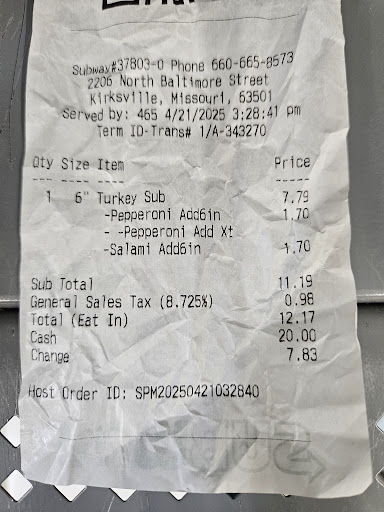 Subway#37803-0 Phone 660-665-8573
2206 North Baltimore Street
Kirksville, Missouri, 63501
Served by: 465 4/21/2025 3:28:41 pm
Term ID-Trans# 1/A-343270
Qty Size Item Price
--- ---- ---- -----
1 6" Turkey Sub 7.79
-Pepperoni Add6in 1.70
- -Pepperoni Add Xt
-Salami Add6in 1.70
Sub Total 11.19
General Sales Tax (8.725%) 0.98
Total (Eat In) 12.17
Cash 20.00
Change 7.83
Host Order ID: SPM20250421032840